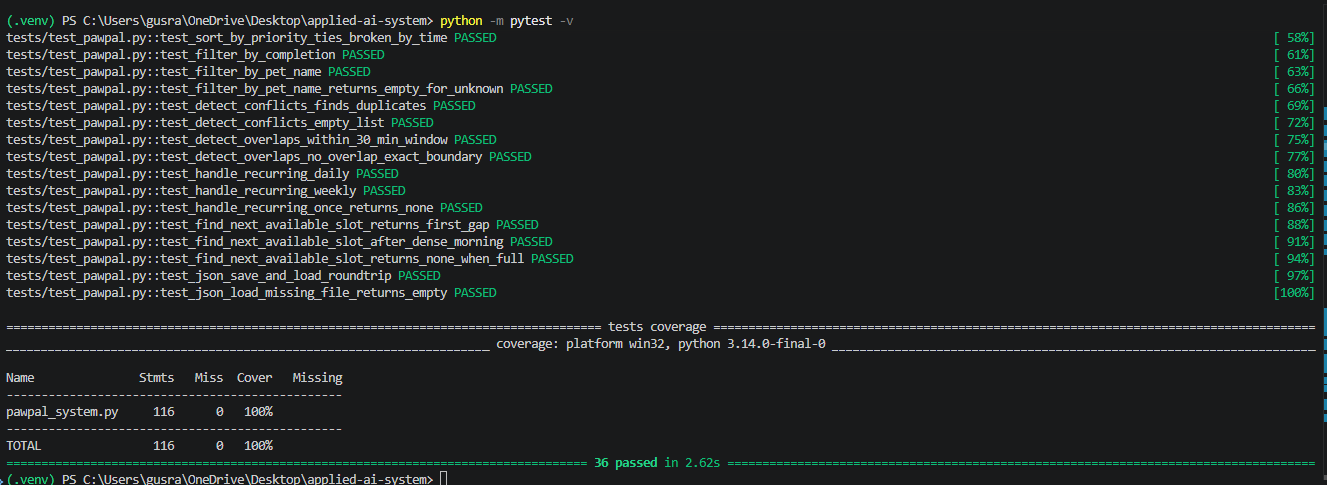 (.venv) PS C:\Users\gusra\OneDrive\Desktop\applied-ai-system> python -m pytest -v
tests/test_pawpal.py::test_sort_by_priority_ties_broken_by_time PASSED [ 58%]
tests/test_pawpal.py::test_filter_by_completion PASSED [ 61%]
tests/test_pawpal.py::test_filter_by_pet_name PASSED [ 63%]
tests/test_pawpal.py::test_filter_by_pet_name_returns_empty_for_unknown PASSED [ 66%]
tests/test_pawpal.py::test_detect_conflicts_finds_duplicates PASSED [ 69%]
tests/test_pawpal.py::test_detect_conflicts_empty_list PASSED [ 72%]
tests/test_pawpal.py::test_detect_overlaps_within_30_min_window PASSED [ 75%]
tests/test_pawpal.py::test_detect_overlaps_no_overlap_exact_boundary PASSED [ 77%]
tests/test_pawpal.py::test_handle_recurring_daily PASSED [ 80%]
tests/test_pawpal.py::test_handle_recurring_weekly PASSED [ 83%]
tests/test_pawpal.py::test_handle_recurring_once_returns_none PASSED [ 86%]
tests/test_pawpal.py::test_find_next_available_slot_returns_first_gap PASSED [ 88%]
tests/test_pawpal.py::test_find_next_available_slot_after_dense_morning PASSED [ 91%]
tests/test_pawpal.py::test_find_next_available_slot_returns_none_when_full PASSED [ 94%]
tests/test_pawpal.py::test_json_save_and_load_roundtrip PASSED [ 97%]
tests/test_pawpal.py::test_json_load_missing_file_returns_empty PASSED [100%]
================ tests coverage ================
________________ coverage: platform win32, python 3.14.0-final-0 ________________
Name Stmts Miss Cover Missing
------------------------------------------------
pawpal_system.py 116 0 100%
------------------------------------------------
TOTAL 116 0 100%
================ 36 passed in 2.62s ================
(.venv) PS C:\Users\gusra\OneDrive\Desktop\applied-ai-system>